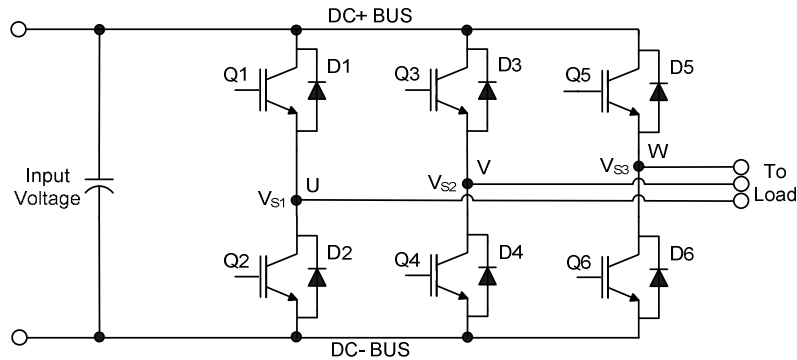 DC+ BUS
Q1
D1
Q3
D3
Q5
D5
Input
Voltage
VS1
U
VS2
V
VS3
W
To
Load
Q2
D2
Q4
D4
Q6
D6
DC- BUS